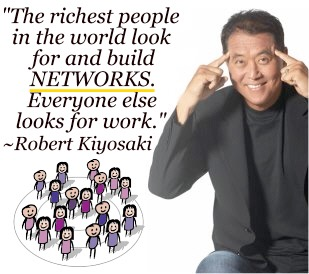 "The richest people
in the world look
for and build
NETWORKS.
Everyone else
looks for work."
~Robert Kiyosaki